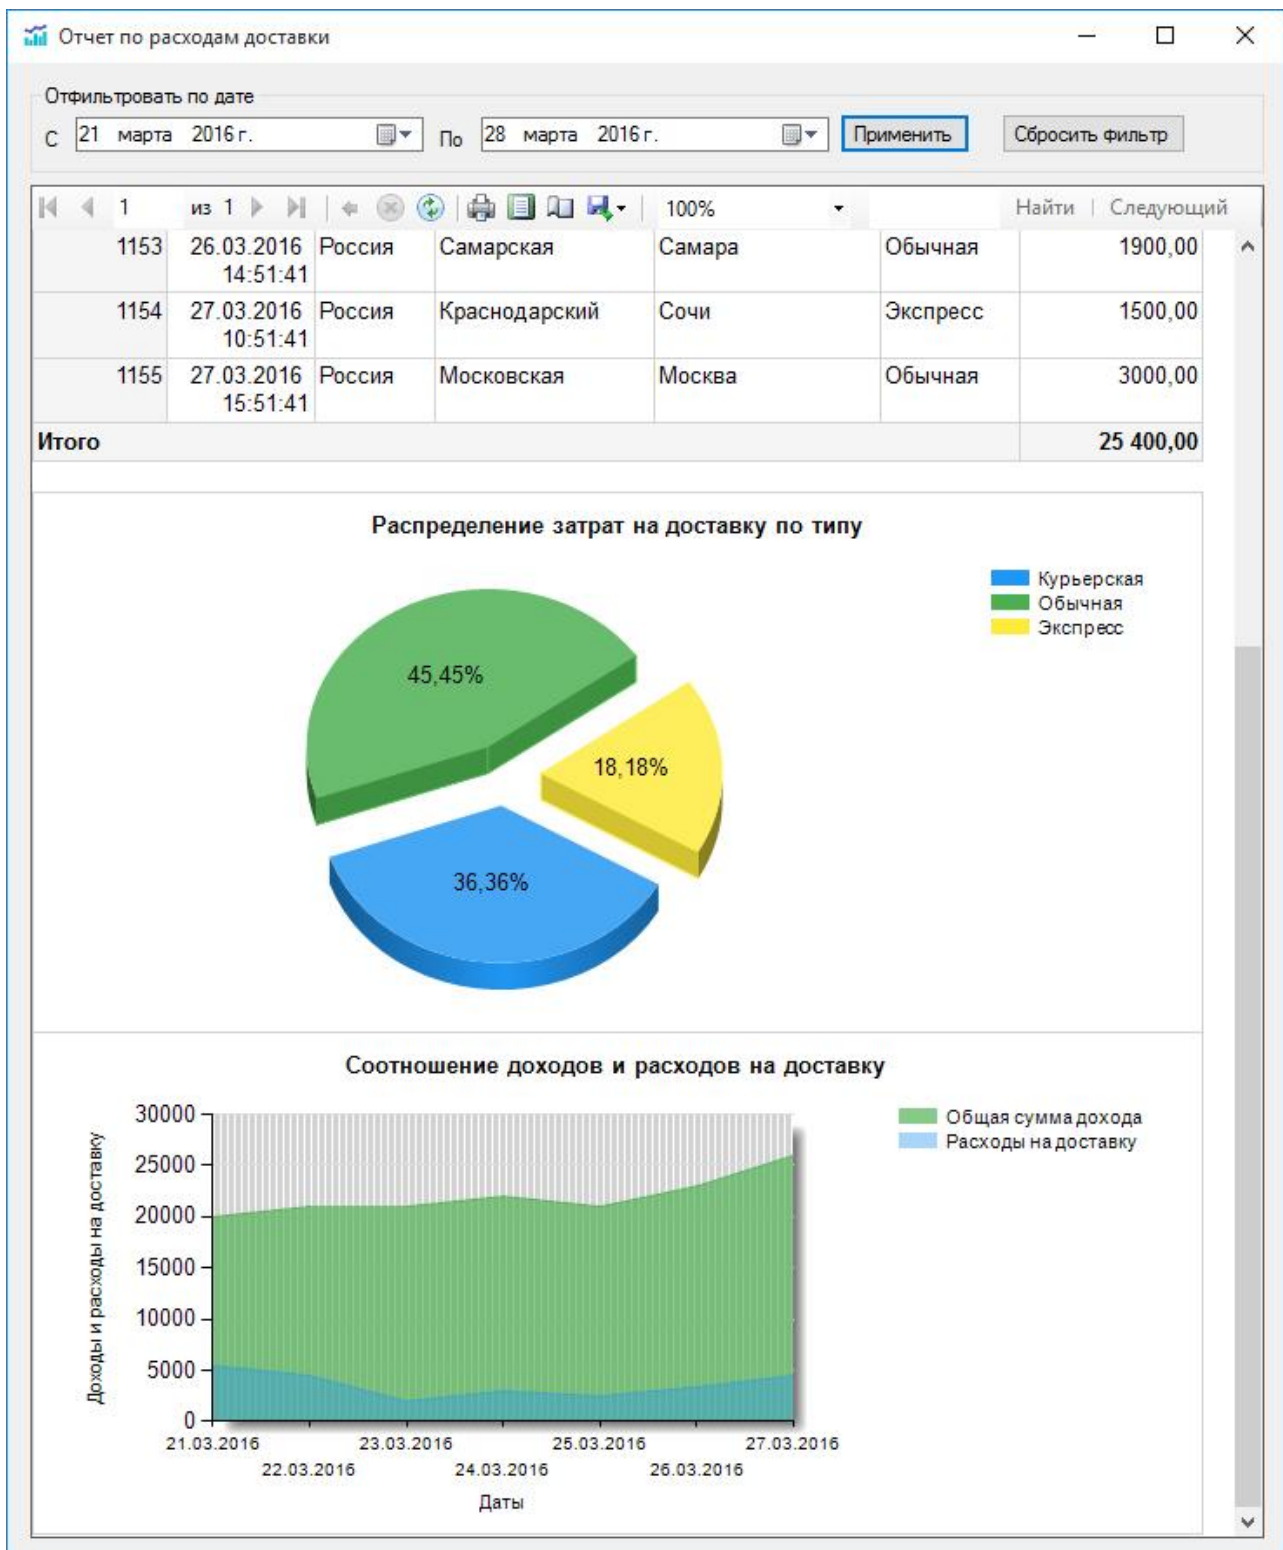 Отчет по расходам доставки
Отфильтровать по дате
С 21 марта 2016 г. По 28 марта 2016 г. Применить Сбросить фильтр
1 из 1 100% Найти | Следующий
1153 26.03.2016 Россия Самарская Самара Обычная 1900,00
14:51:41
1154 27.03.2016 Россия Краснодарский Сочи Экспресс 1500,00
10:51:41
1155 27.03.2016 Россия Московская Москва Обычная 3000,00
15:51:41
Итого 25 400,00
Распределение затрат на доставку по типу
Курьерская
Обычная
Экспресс
45,45%
18,18%
36,36%
Соотношение доходов и расходов на доставку
Общая сумма дохода
Расходы на доставку
Доходы и расходы на доставку
30000
25000
20000
15000
10000
5000
0
21.03.2016 23.03.2016 25.03.2016 27.03.2016
22.03.2016 24.03.2016 26.03.2016
Даты